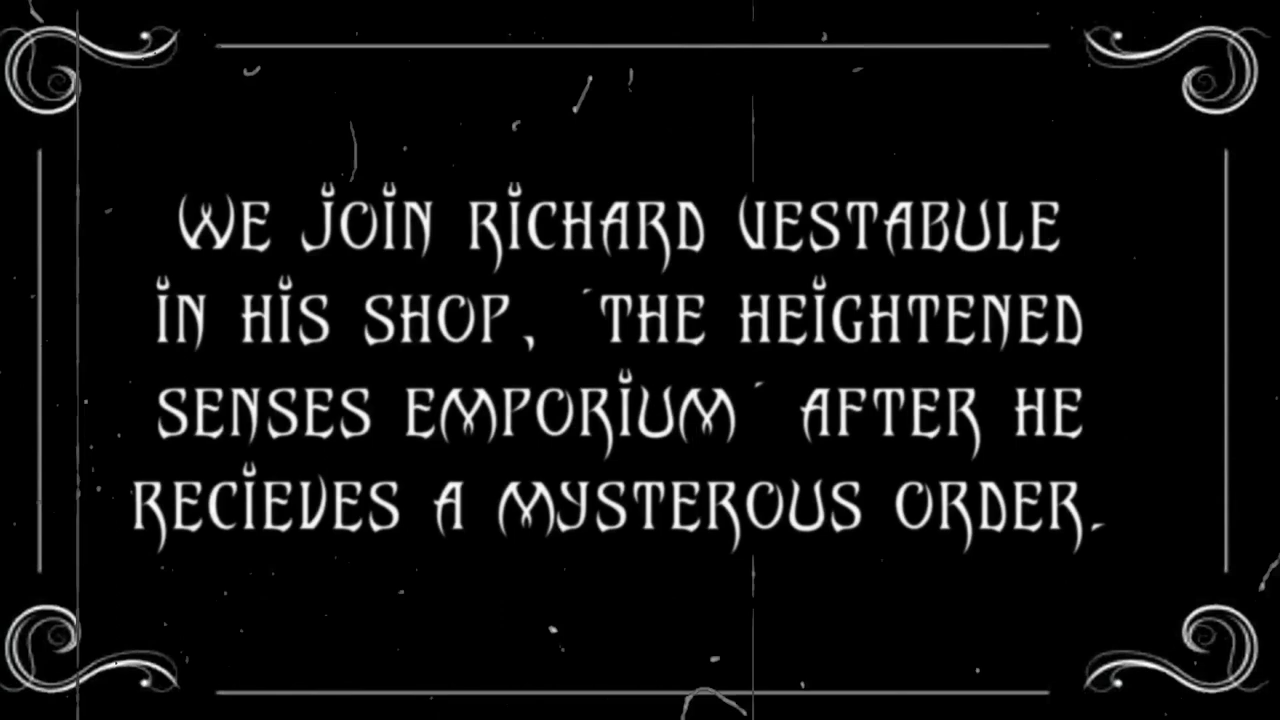 WE JOIN RICHARD VESTABULE
IN HIS SHOP, ´THE HEIGHTENED
SENSES EMPORIUM´ AFTER HE
RECIEVES A MYSTEROUS ORDER.